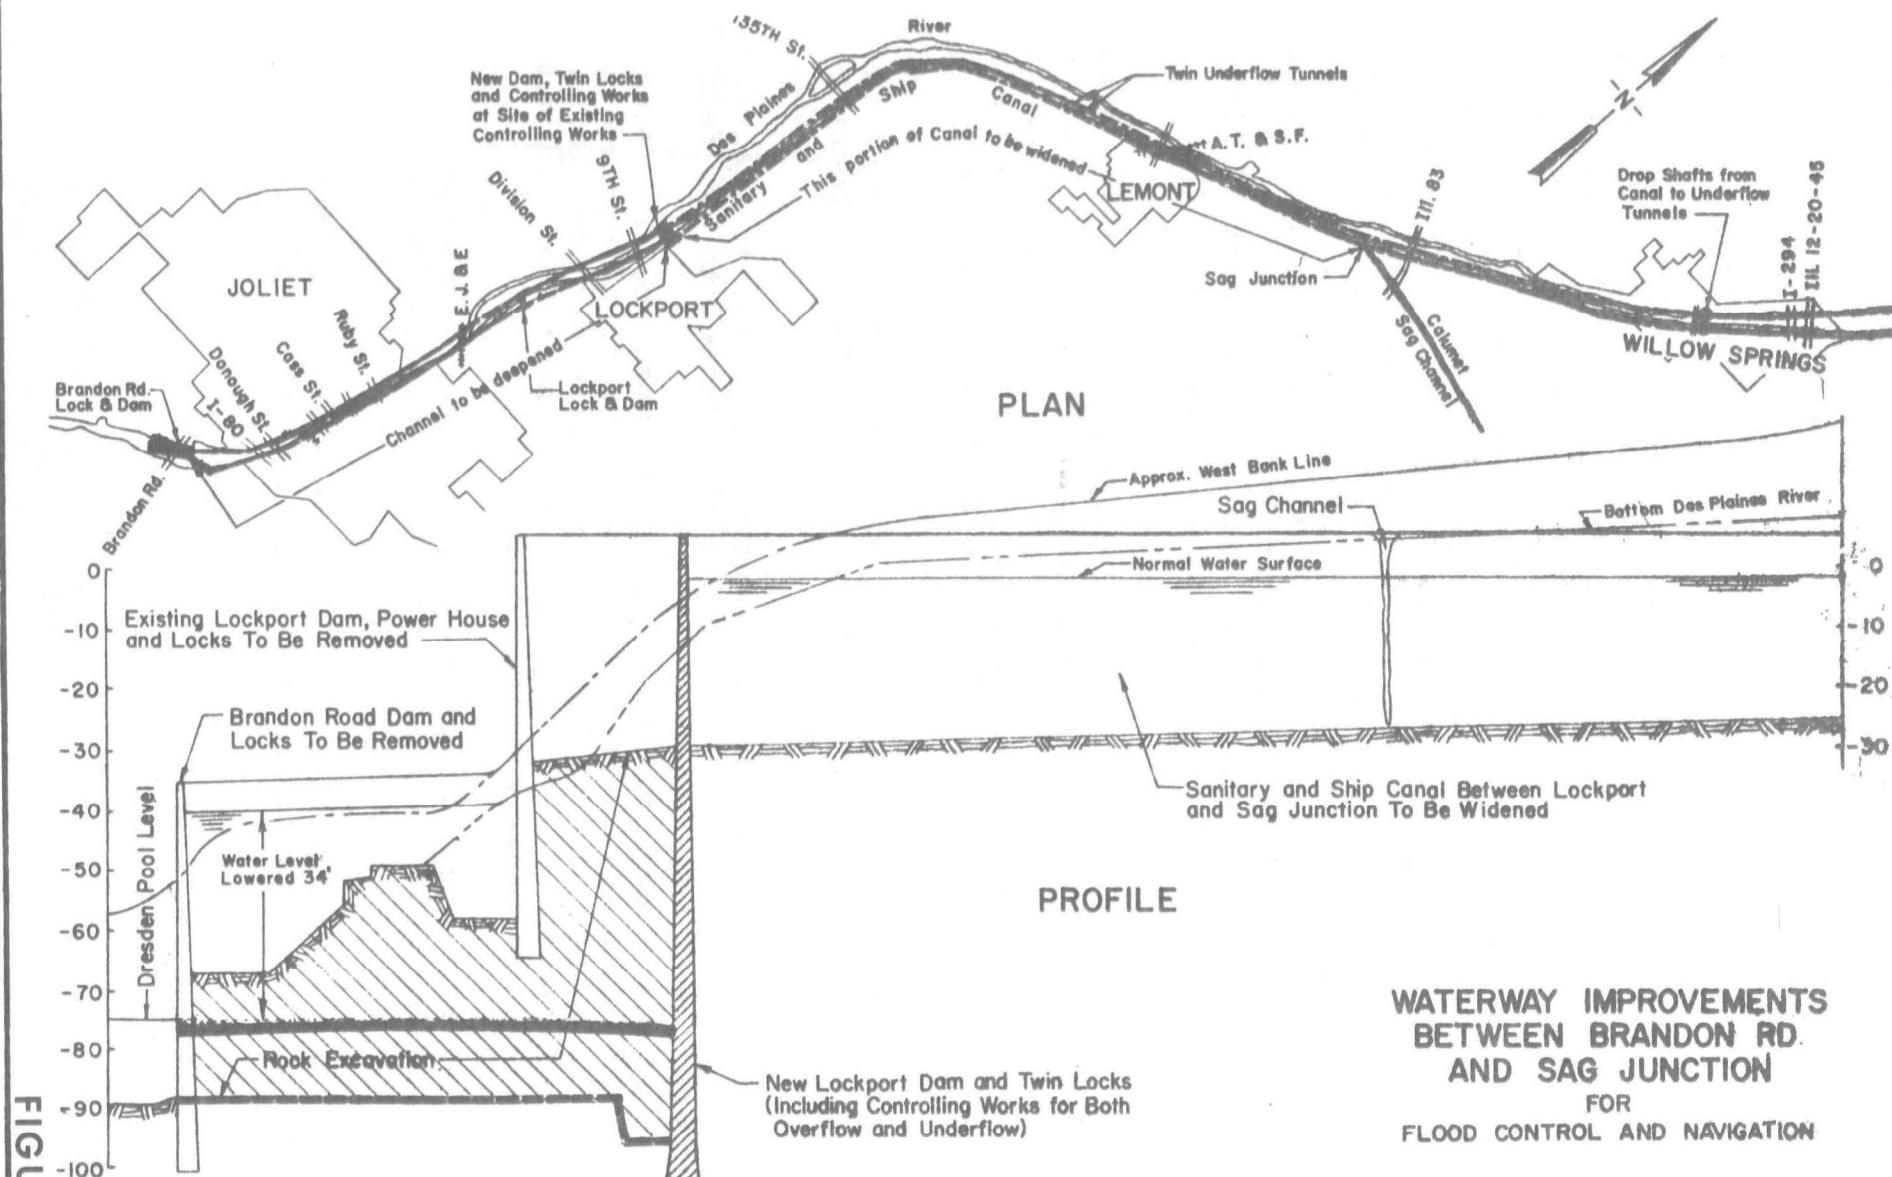 135TH St.
River
New Dam, Twin Locks
and Controlling Works
at Site of Existing
Controlling Works
Des Plaines
Ship
Canal
Twin Underflow Tunnels
-N-
and
Sanitary
This portion of Canal to be widened
A.T. & S.F.
LEMONT
Ill. 83
Drop Shafts from
Canal to Underflow
Tunnels
I-294
Ill. 12-20-45
Division St.
9TH St.
JOLIET
E. J. & E
LOCKPORT
Sag Junction
Calumet
Sag Channel
WILLOW SPRINGS
Ruby St.
Cass St.
Donough St.
I-80
Brandon Rd.
Lock & Dam
Channel to be deepened
Lockport
Lock & Dam
Brandon Rd.
PLAN
Approx. West Bank Line
Sag Channel
Bottom Des Plaines River
Normal Water Surface
0
-10
-20
-30
-40
-50
-60
-70
-80
-90
-100
0
-10
-20
-30
Existing Lockport Dam, Power House
and Locks To Be Removed
Brandon Road Dam and
Locks To Be Removed
Sanitary and Ship Canal Between Lockport
and Sag Junction To Be Widened
Dresden Pool Level
Water Level
Lowered 34'
PROFILE
Rock Excavation
New Lockport Dam and Twin Locks
(Including Controlling Works for Both
Overflow and Underflow)
WATERWAY IMPROVEMENTS
BETWEEN BRANDON RD.
AND SAG JUNCTION
FOR
FLOOD CONTROL AND NAVIGATION